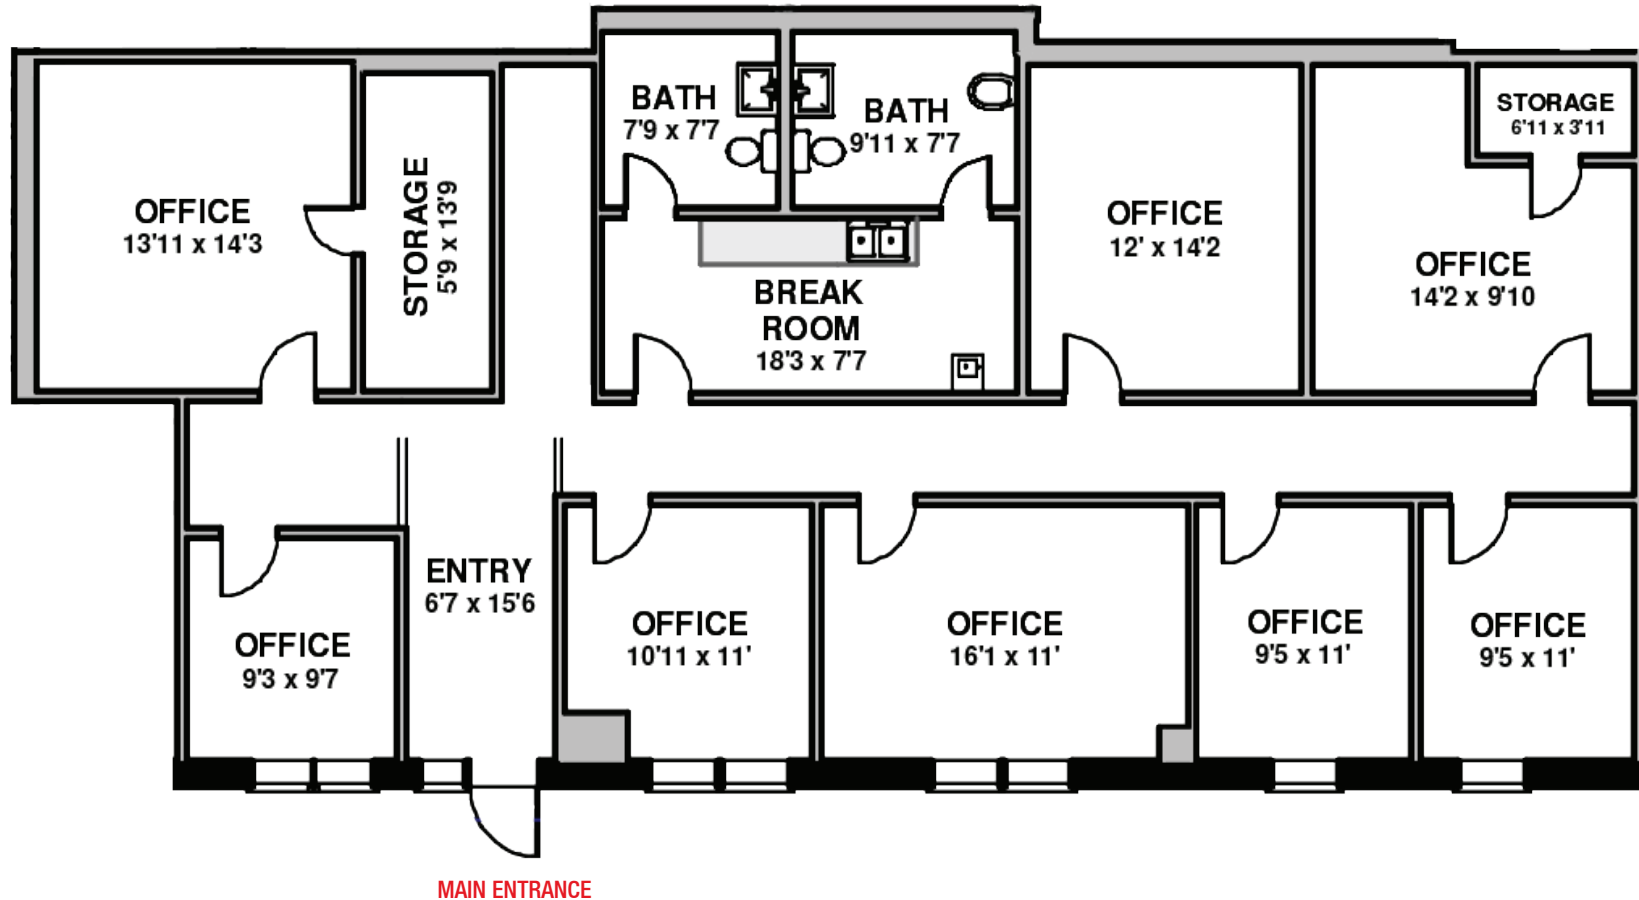 BATH
7'9 x 7'7
BATH
9'11 x 7'7
STORAGE
6'11 x 3'11
OFFICE
13'11 x 14'3
STORAGE
5'9 x 13'9
OFFICE
12' x 14'2
OFFICE
14'2 x 9'10
BREAK
ROOM
18'3 x 7'7
ENTRY
6'7 x 15'6
OFFICE
9'3 x 9'7
OFFICE
10'11 x 11'
OFFICE
16'1 x 11'
OFFICE
9'5 x 11'
OFFICE
9'5 x 11'
MAIN ENTRANCE